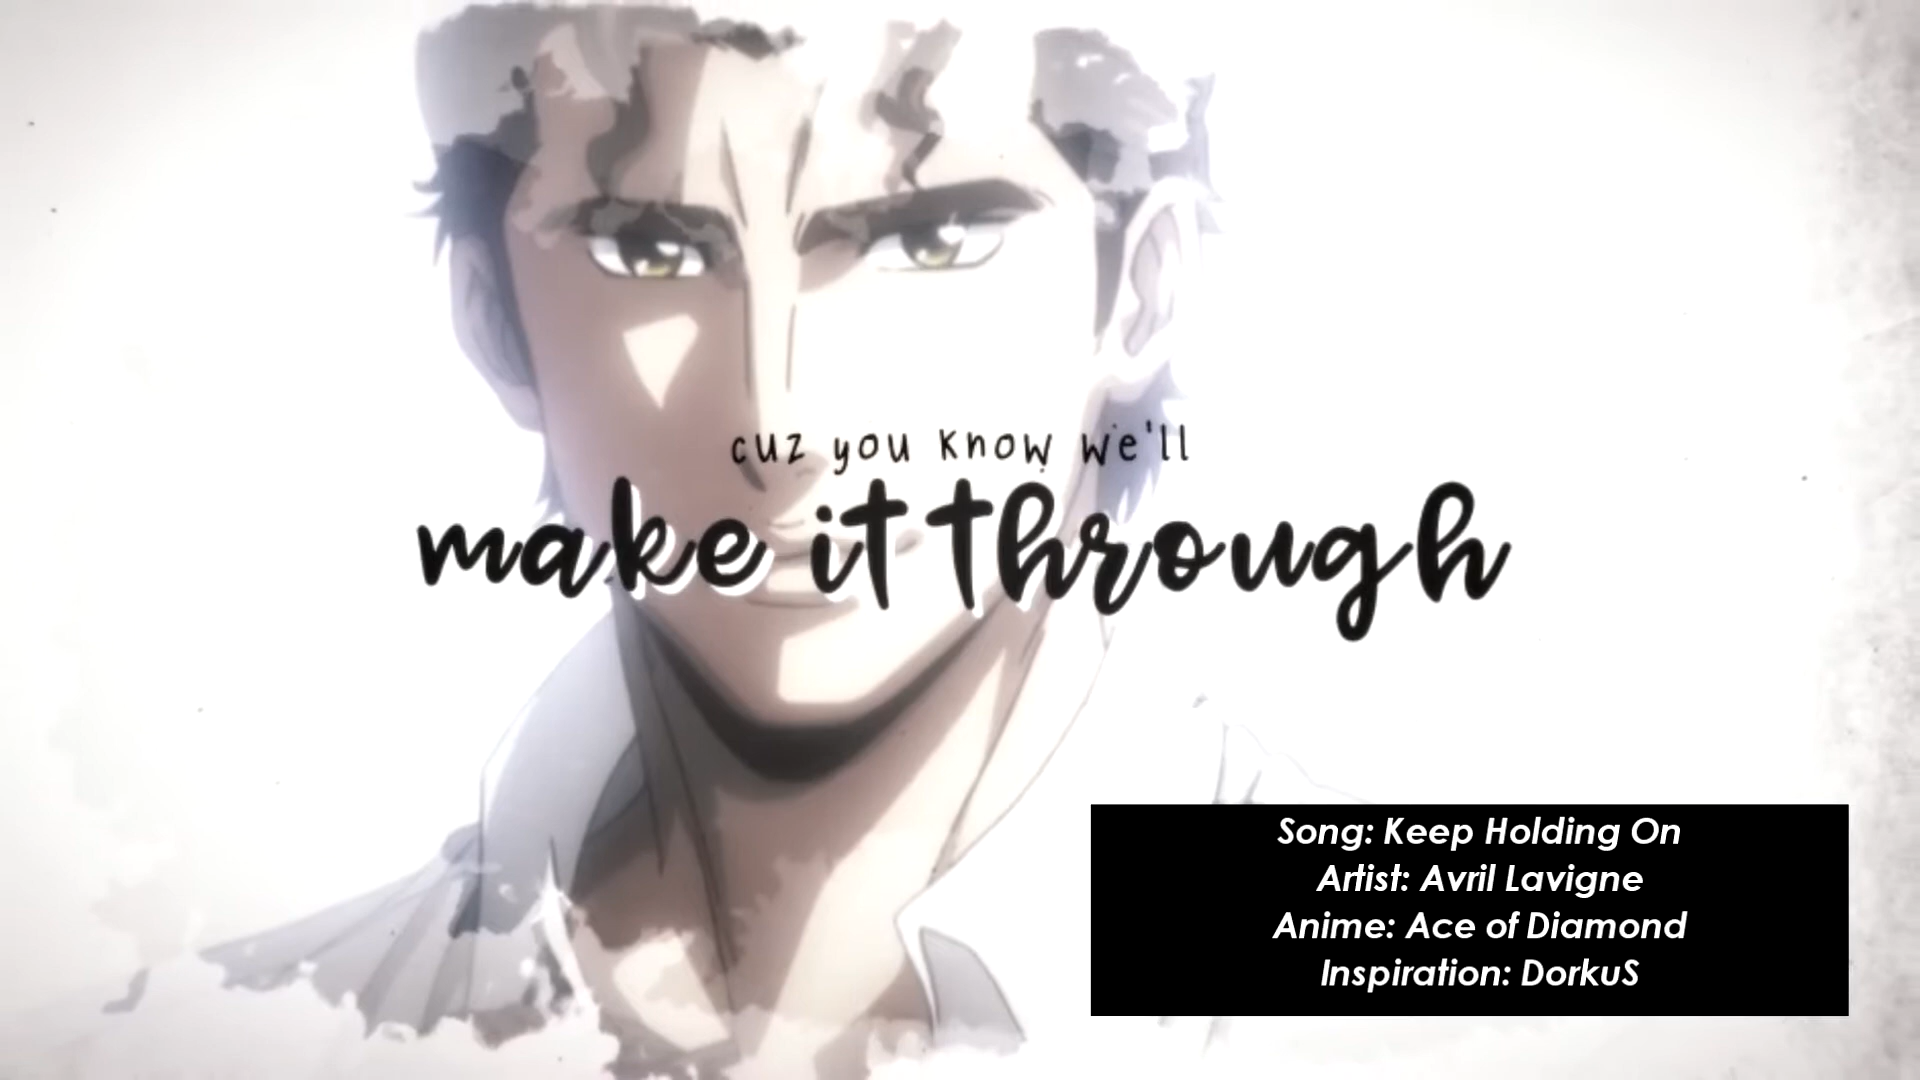 cuz you know we'll
make it through
Song: Keep Holding On
Artist: Avril Lavigne
Anime: Ace of Diamond
Inspiration: DorkuS